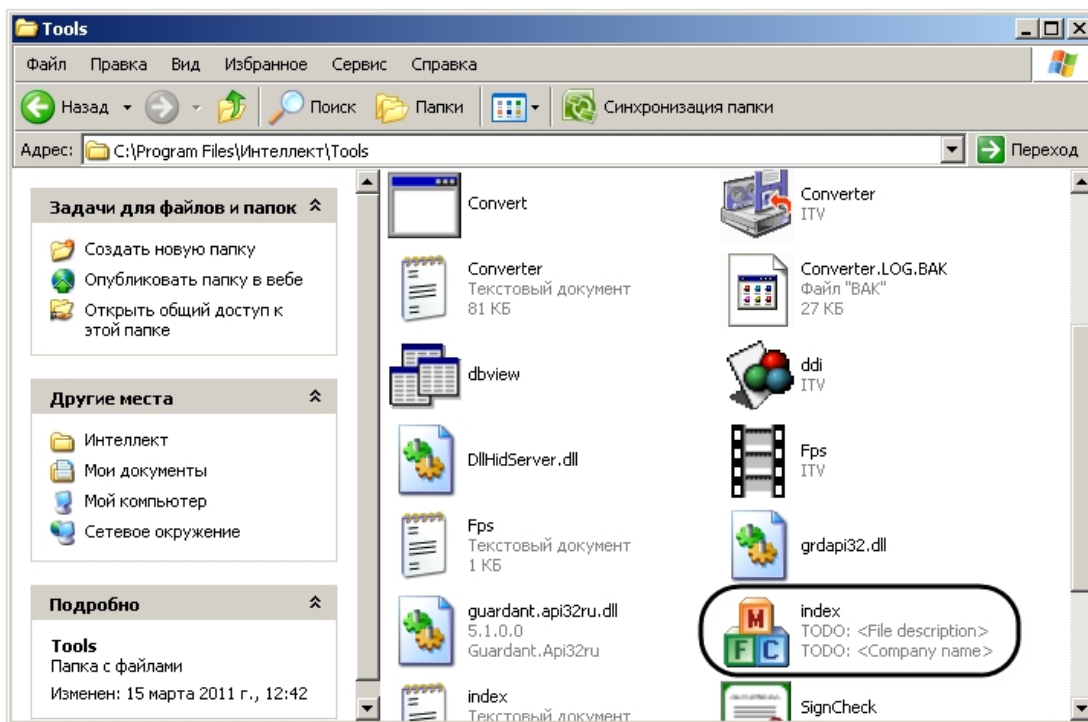 Tools
Файл Правка Вид Избранное Сервис Справка
Назад Поиск Папки Синхронизация папки
Адрес: C:\Program Files\Интеллект\Tools Переход
Задачи для файлов и папок
Создать новую папку
Опубликовать папку в вебе
Открыть общий доступ к
этой папке
Другие места
Интеллект
Мои документы
Мой компьютер
Сетевое окружение
Подробно
Tools
Папка с файлами
Изменен: 15 марта 2011 г., 12:42
Convert
Converter
ITV
Converter
Текстовый документ
81 КБ
Converter.LOG.BAK
Файл "BAK"
27 КБ
dbview
ddi
ITV
DllHidServer.dll
Fps
ITV
Fps
Текстовый документ
1 КБ
grdapi32.dll
guardant.api32ru.dll
5.1.0.0
Guardant.Api32ru
M
F C
index
TODO: <File description>
TODO: <Company name>
index
Текстовый документ
SignCheck